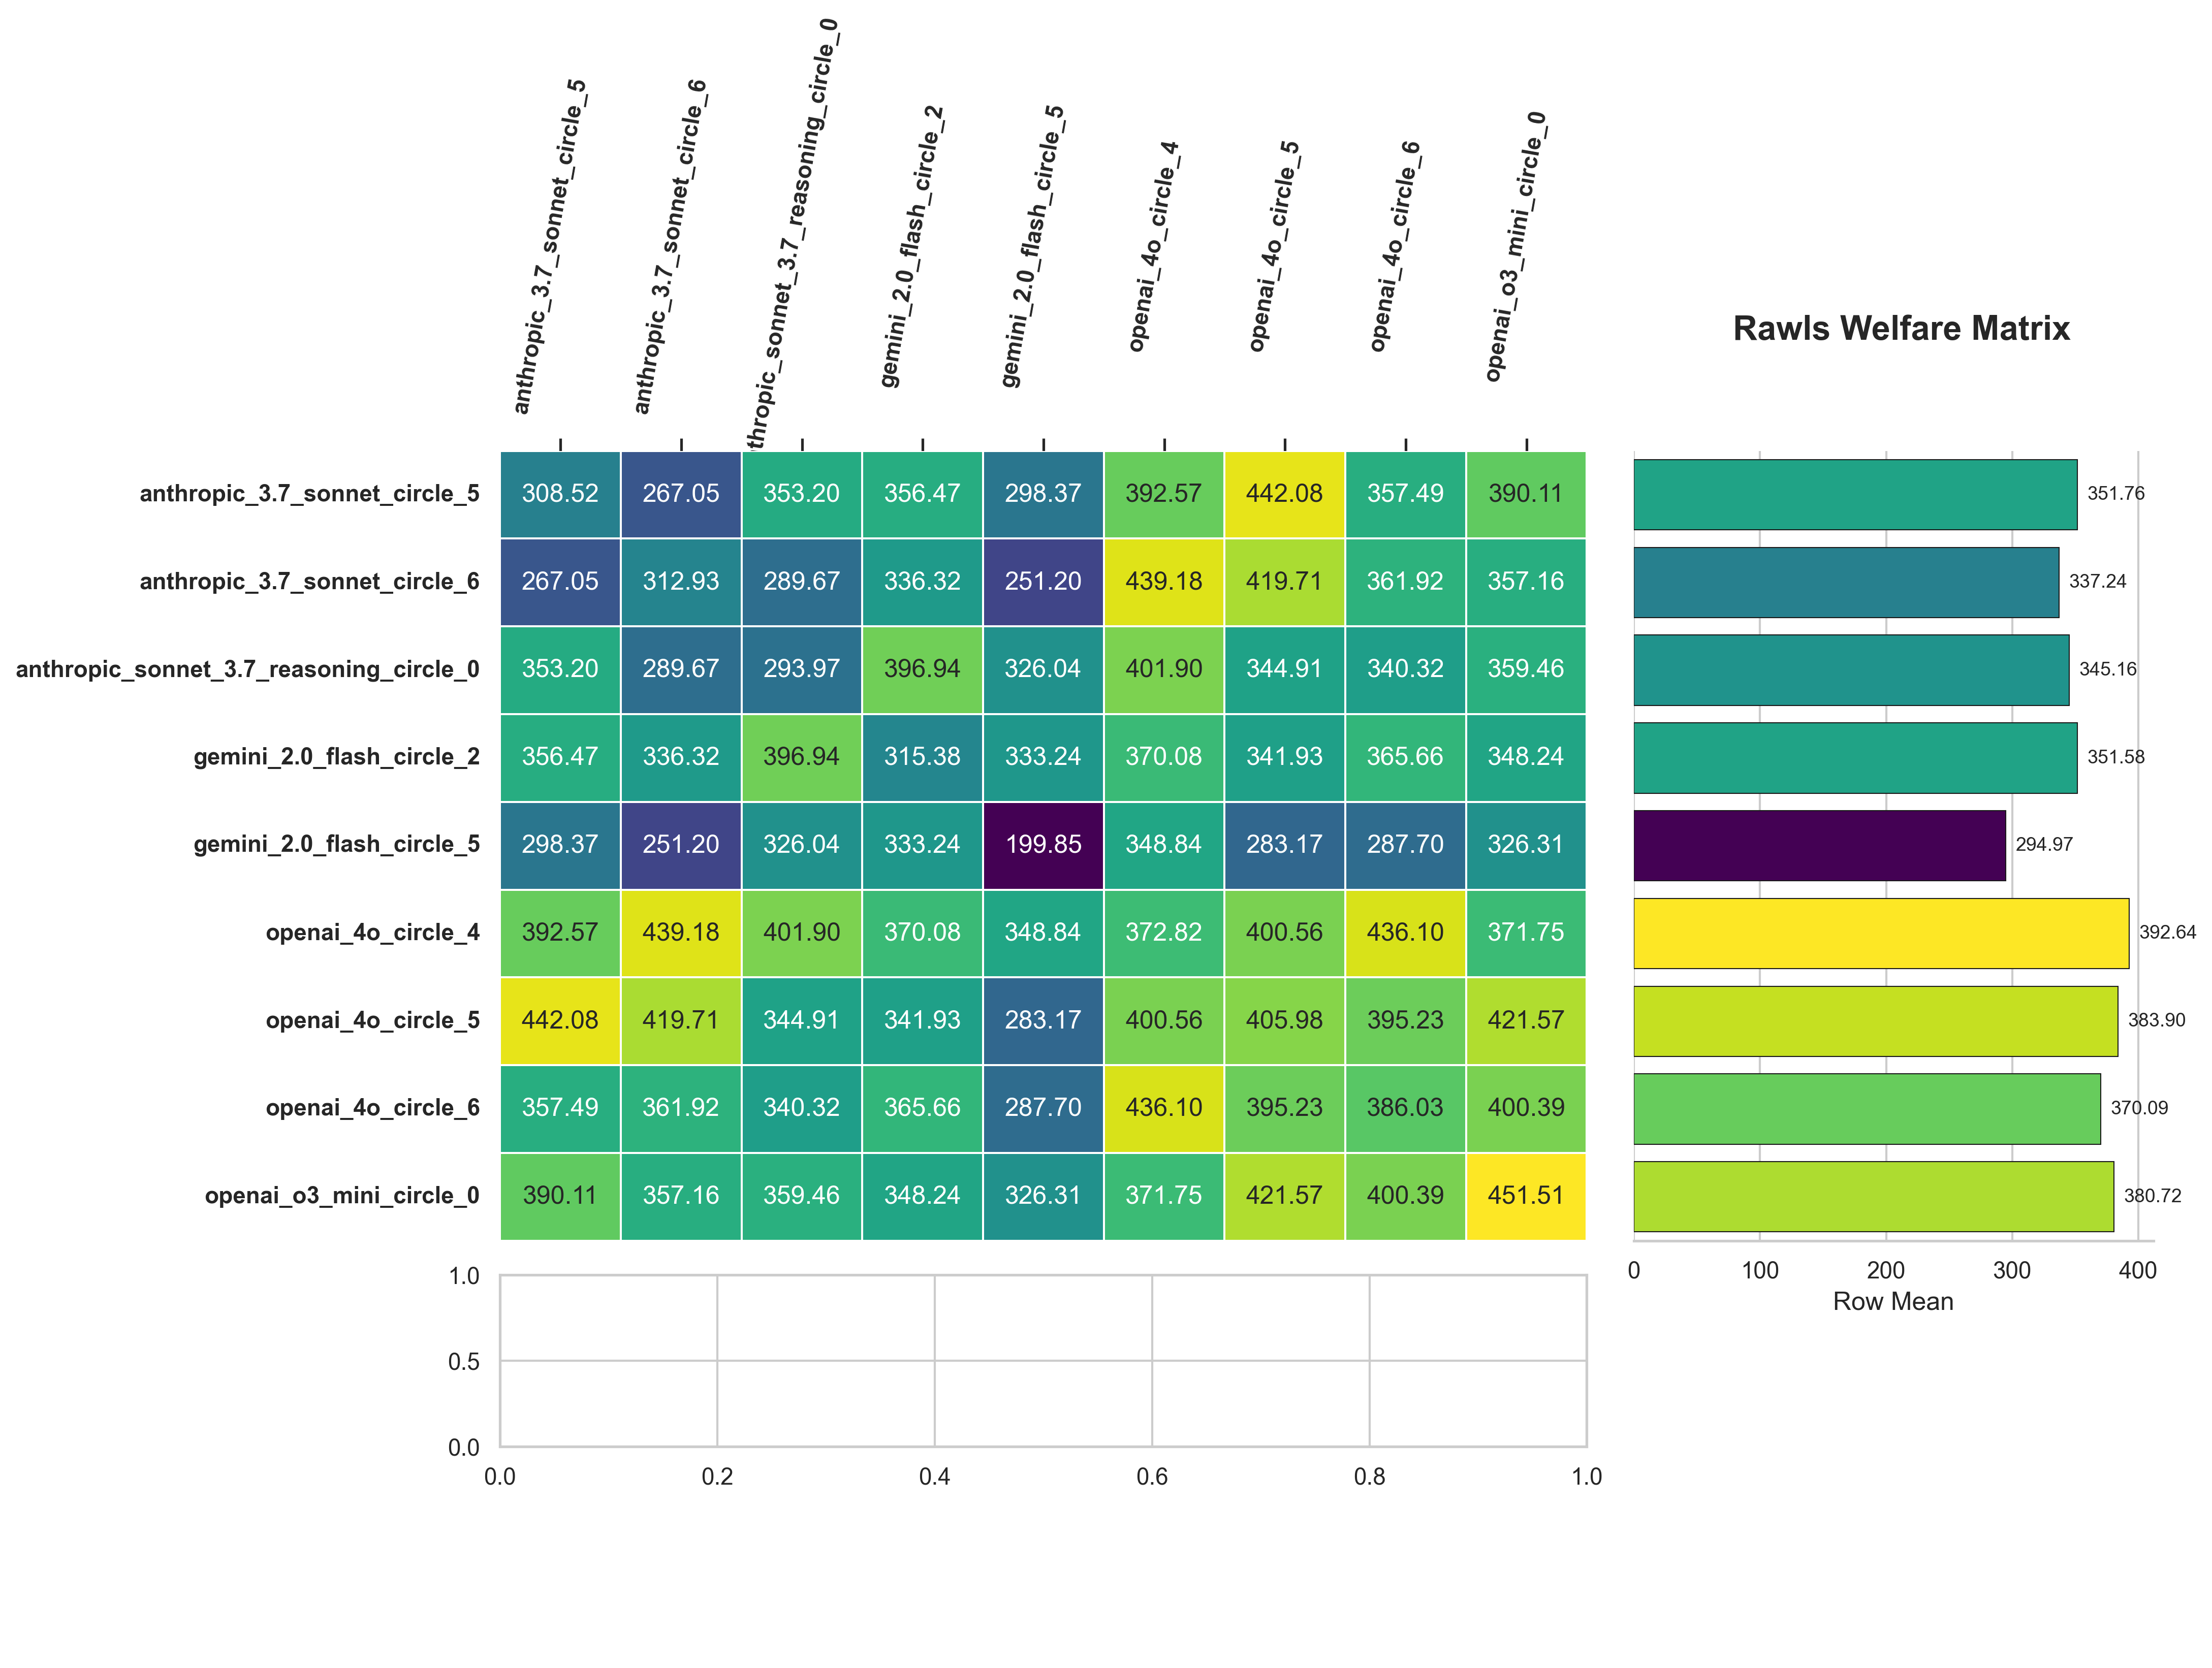 anthropic_3.7_sonnet_circle_5
anthropic_3.7_sonnet_circle_6
thropic_sonnet_3.7_reasoning_circle_0
gemini_2.0_flash_circle_2
gemini_2.0_flash_circle_5
openai_4o_circle_4
openai_4o_circle_5
openai_4o_circle_6
openai_o3_mini_circle_0
Rawls Welfare Matrix
anthropic_3.7_sonnet_circle_5 308.52 267.05 353.20 356.47 298.37 392.57 442.08 357.49 390.11 351.76
anthropic_3.7_sonnet_circle_6 267.05 312.93 289.67 336.32 251.20 439.18 419.71 361.92 357.16 337.24
anthropic_sonnet_3.7_reasoning_circle_0 353.20 289.67 293.97 396.94 326.04 401.90 344.91 340.32 359.46 345.16
gemini_2.0_flash_circle_2 356.47 336.32 396.94 315.38 333.24 370.08 341.93 365.66 348.24 351.58
gemini_2.0_flash_circle_5 298.37 251.20 326.04 333.24 199.85 348.84 283.17 287.70 326.31 294.97
openai_4o_circle_4 392.57 439.18 401.90 370.08 348.84 372.82 400.56 436.10 371.75 392.64
openai_4o_circle_5 442.08 419.71 344.91 341.93 283.17 400.56 405.98 395.23 421.57 383.90
openai_4o_circle_6 357.49 361.92 340.32 365.66 287.70 436.10 395.23 386.03 400.39 370.09
openai_o3_mini_circle_0 390.11 357.16 359.46 348.24 326.31 371.75 421.57 400.39 451.51 380.72
0 100 200 300 400
Row Mean
1.0
0.5
0.0
0.0 0.2 0.4 0.6 0.8 1.0